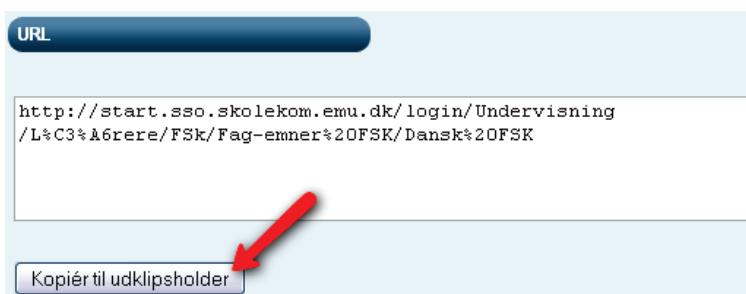 URL
http://start.sso.skolekom.emu.dk/login/Undervisning
/L%C3%A6rere/FSk/Fag-emner%20FSK/Dansk%20FSK
Kopiér til udklipsholder